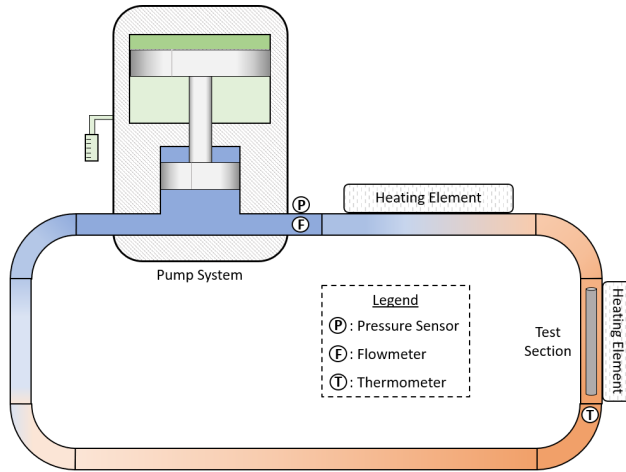 P
F
Heating Element
Pump System
Legend
P : Pressure Sensor
F : Flowmeter
T : Thermometer
Test
Section
Heating Element
T